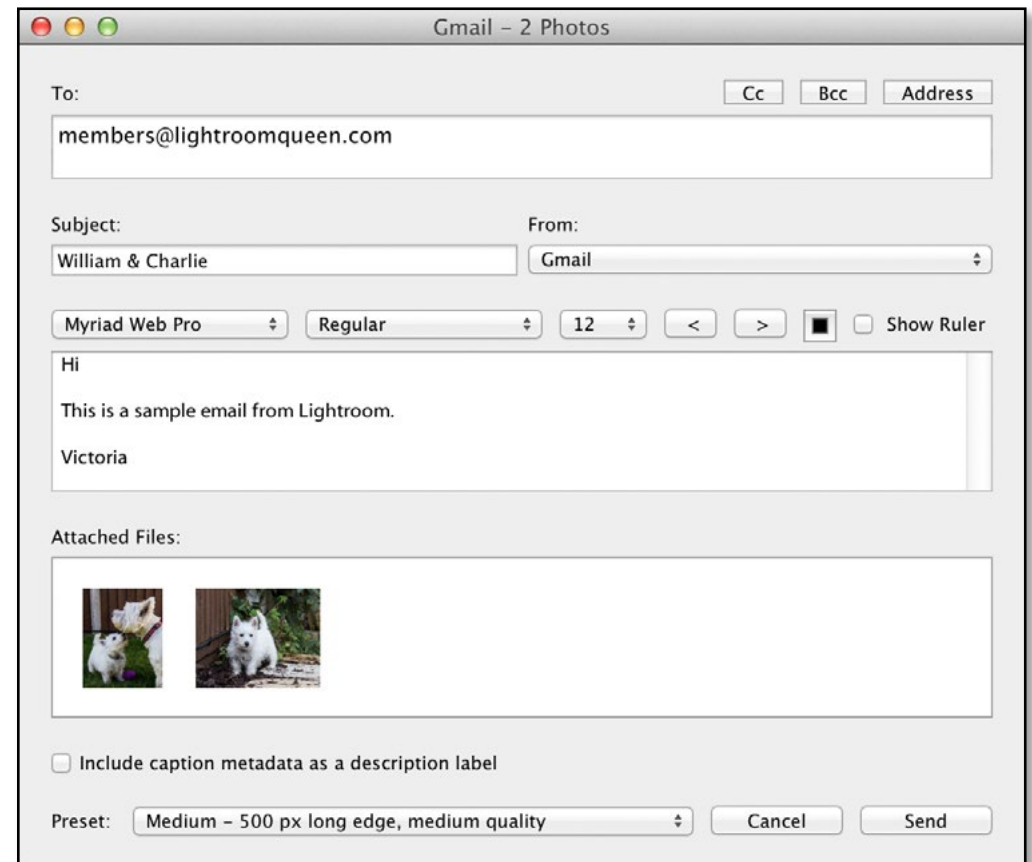 Gmail – 2 Photos
To:
Cc Bcc Address
members@lightroomqueen.com
Subject: From:
William & Charlie Gmail
Myriad Web Pro Regular 12 < > Show Ruler
Hi
This is a sample email from Lightroom.
Victoria
Attached Files:
Include caption metadata as a description label
Preset: Medium – 500 px long edge, medium quality Cancel Send